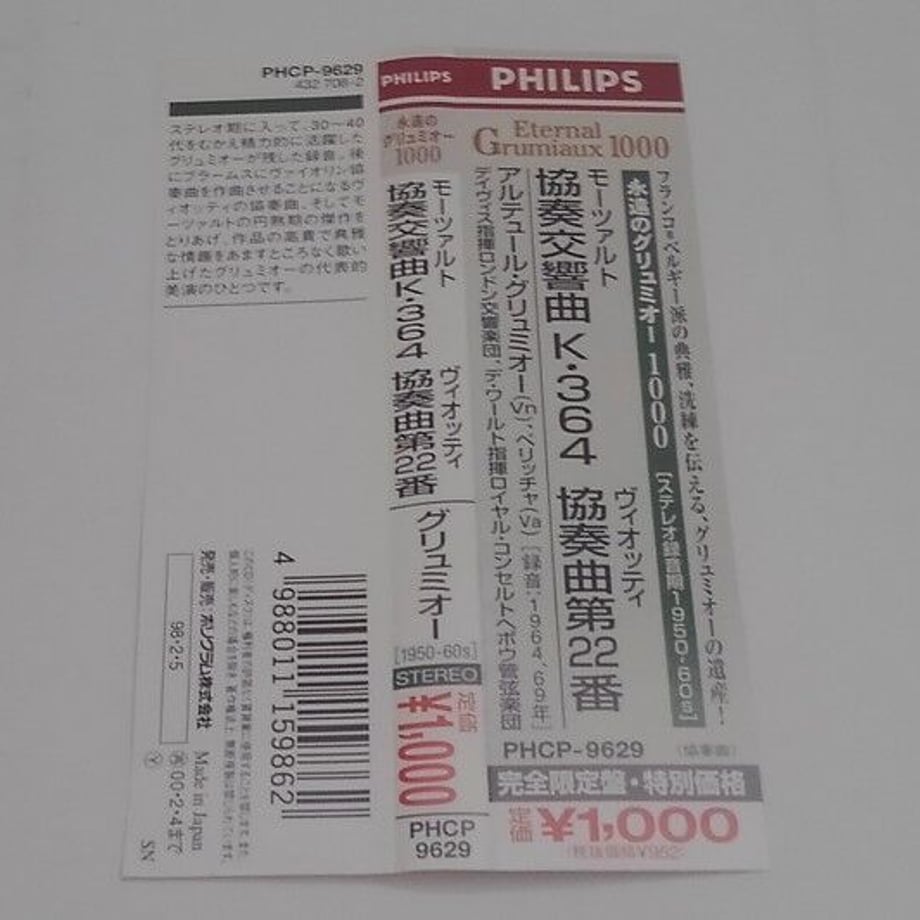 PHCP-9629
432 708-2
ステレオ期に入って、30〜40
代をむかえ精力的に活躍した
グリュミオーが残した録音。後
にブラームスにヴァイオリン協
奏曲を作曲させることになるヴ
ィオッティの協奏曲、そしてモ
ーツァルトの円熟期の傑作を
とりあげ、作品の高貴で典雅
な情趣をあますところなく歌い
上げたグリュミオーの代表的
美演のひとつです。
4 988011 159862
発売・販売:ポリグラム株式会社
98・2・5
Made in Japan
00・2・4まで
Y
SN
PHILIPS
永遠の
グリュミオー
1000
モーツァルト
協奏交響曲K.364
ヴィオッティ
協奏曲第22番
グリュミオー
[1950-60s]
STEREO
定価
¥1,000
PHCP
9629
PHILIPS
Eternal
Grumiaux 1000
フランコ=ベルギー派の典雅、洗練を伝える、グリュミオーの遺産!
永遠のグリュミオー 1000 [ステレオ録音期1950-60s]
モーツァルト
協奏交響曲 K.364
ヴィオッティ
協奏曲第22番
アルテュール・グリュミオー(Vn)、ペリッチャ(Va) [録音:1964、69年]
デイヴィス指揮ロンドン交響楽団、デ・ワールト指揮ロイヤル・コンセルトヘボウ管弦楽団
PHCP-9629
(協奏曲)
完全限定盤・特別価格
定価
¥1,000
(税抜価格¥952)